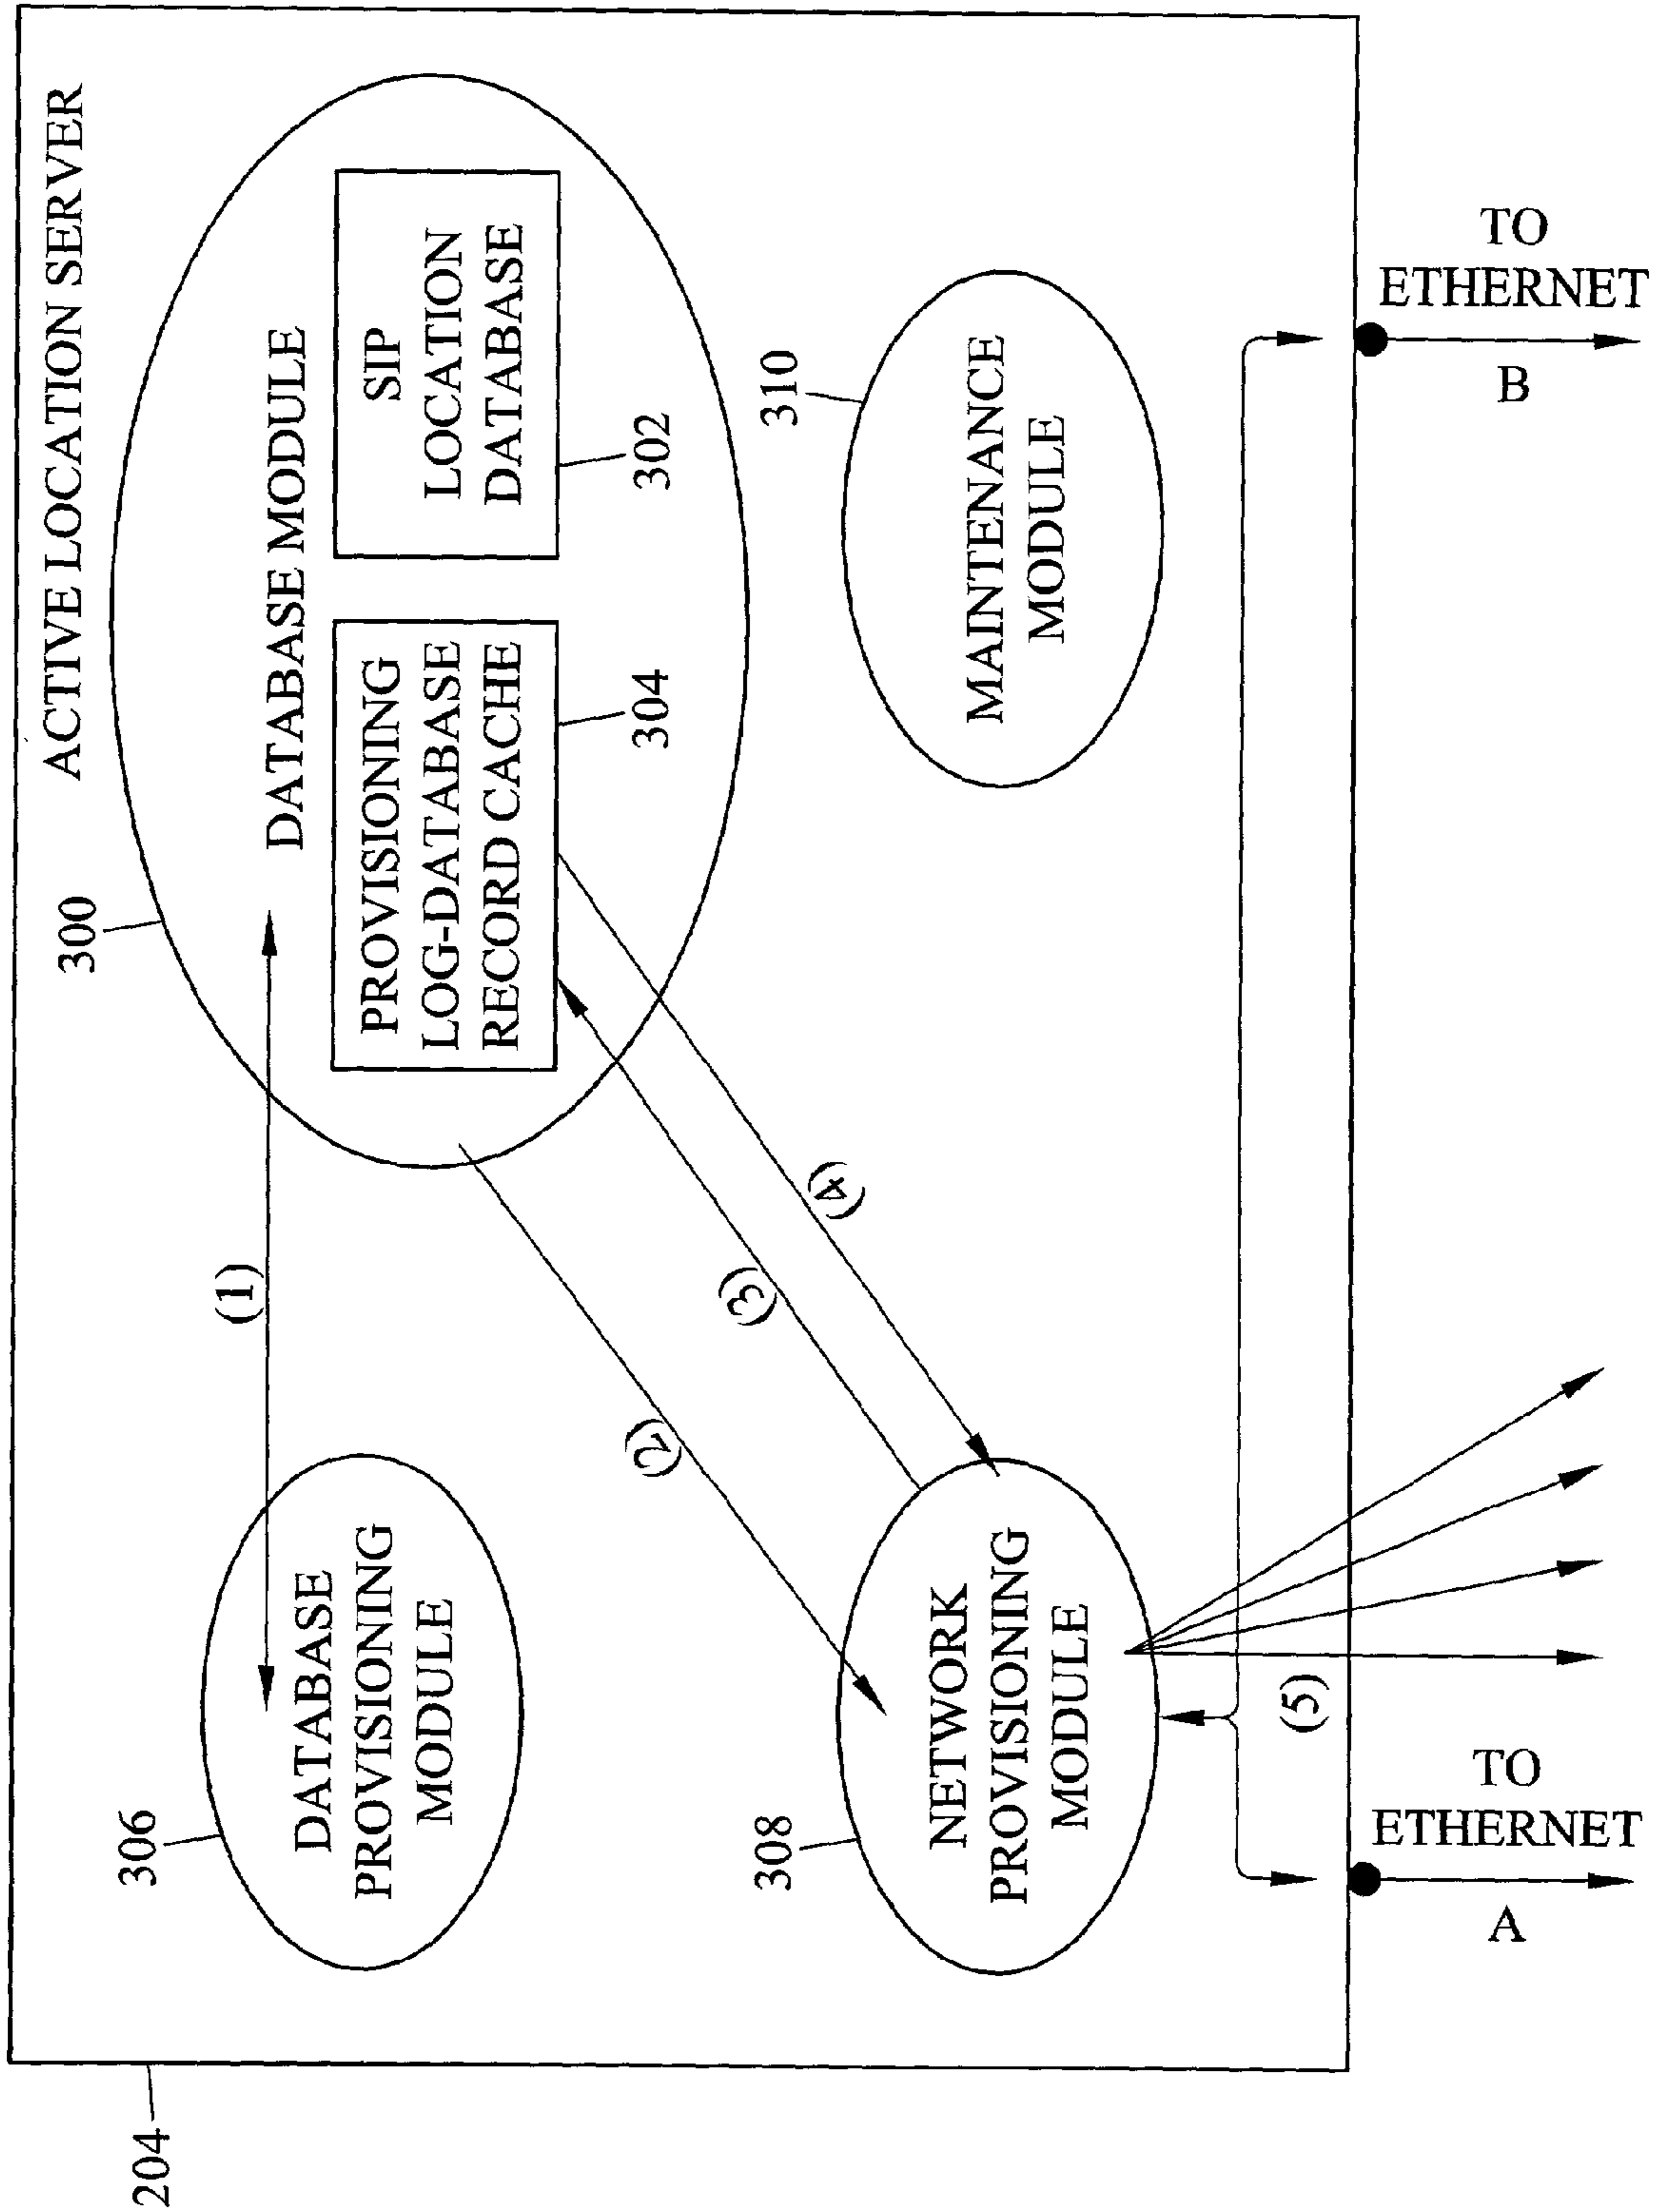 204
ACTIVE LOCATION SERVER
306
DATABASE
PROVISIONING
MODULE
(1)
300
DATABASE MODULE
PROVISIONING
LOG-DATABASE
RECORD CACHE
304
SIP
LOCATION
DATABASE
302
(2)
(3)
(4)
308
NETWORK
PROVISIONING
MODULE
310
MAINTENANCE
MODULE
(5)
TO
ETHERNET
A
TO
ETHERNET
B